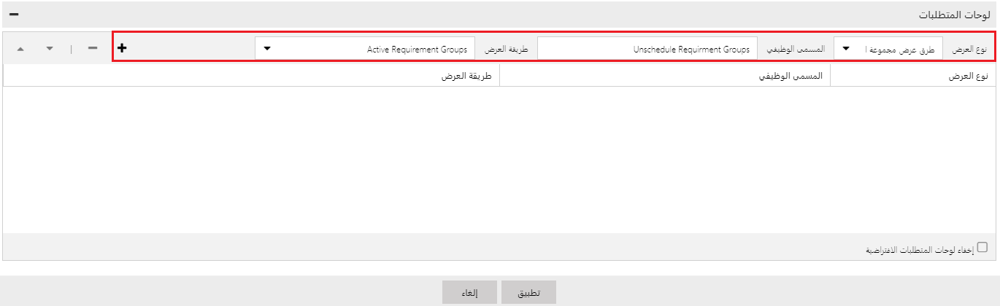 لوحات المتطلبات
نوع العرض طرق عرض مجموعة ا المسمى الوظيفي Unschedule Requirment Groups طريقة العرض Active Requirement Groups
نوع العرض المسمى الوظيفي طريقة العرض
إخفاء لوحات المتطلبات الافتراضية
تطبيق إلغاء